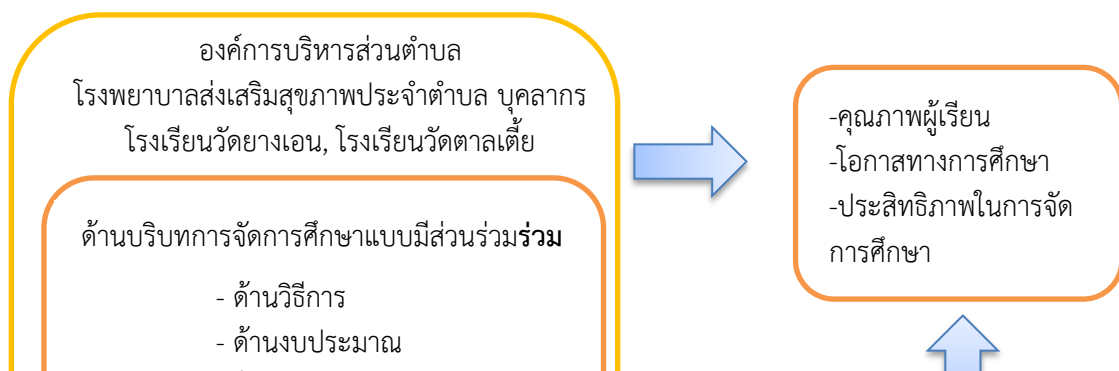 องค์การบริหารส่วนตำบล
โรงพยาบาลส่งเสริมสุขภาพประจำตำบล บุคลากร
โรงเรียนวัดยางเอน, โรงเรียนวัดตาลเตี้ย
ด้านบริบทการจัดการศึกษาแบบมีส่วนร่วมร่วม
- ด้านวิธีการ
- ด้านงบประมาณ
-คุณภาพผู้เรียน
-โอกาสทางการศึกษา
-ประสิทธิภาพในการจัด
การศึกษา